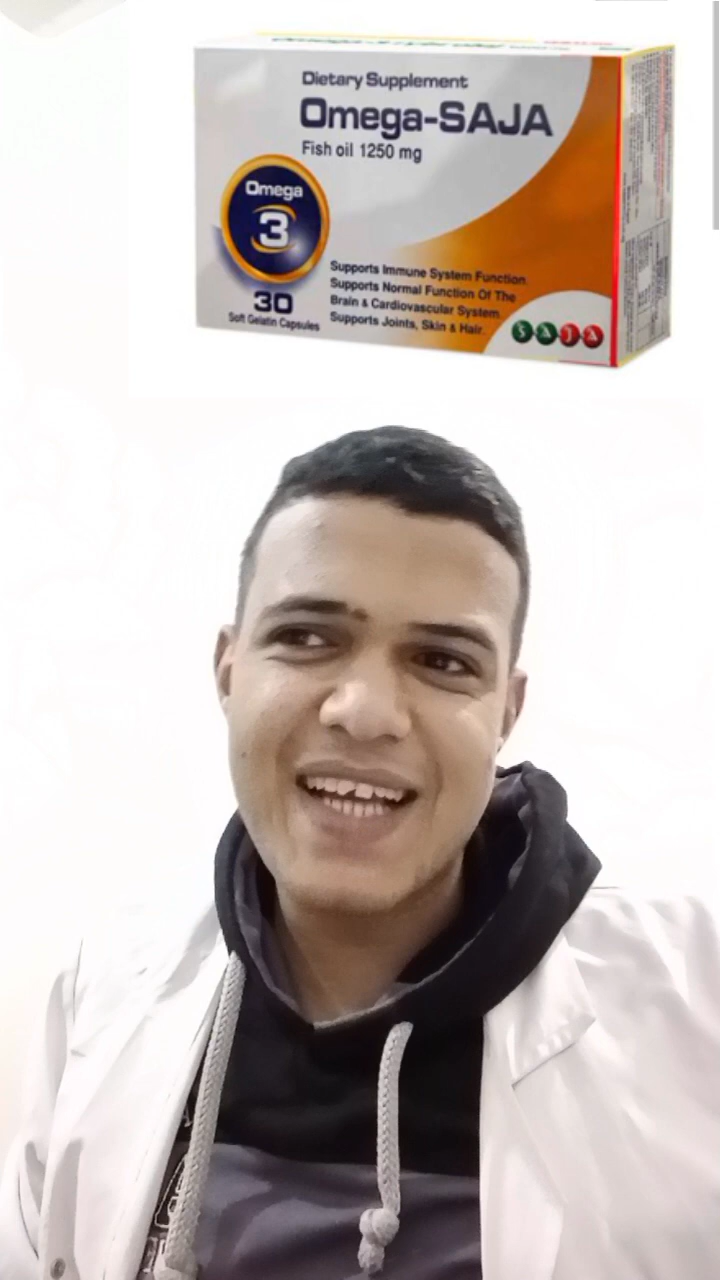 Dietary Supplement
Omega-SAJA
Fish oil 1250 mg
Omega
3
30
Soft Gelatin Capsules
Supports Immune System Function.
Supports Normal Function Of The
Brain & Cardiovascular System.
Supports Joints, Skin & Hair.
SAJA